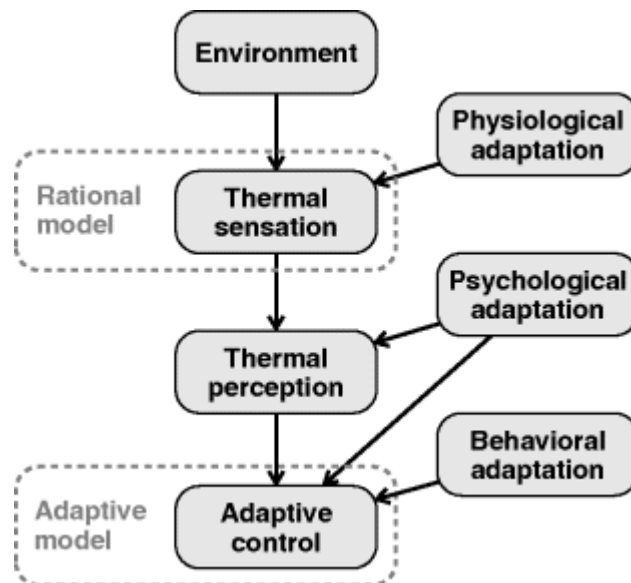 Environment
Physiological
adaptation
Rational
model
Thermal
sensation
Psychological
adaptation
Thermal
perception
Behavioral
adaptation
Adaptive
model
Adaptive
control